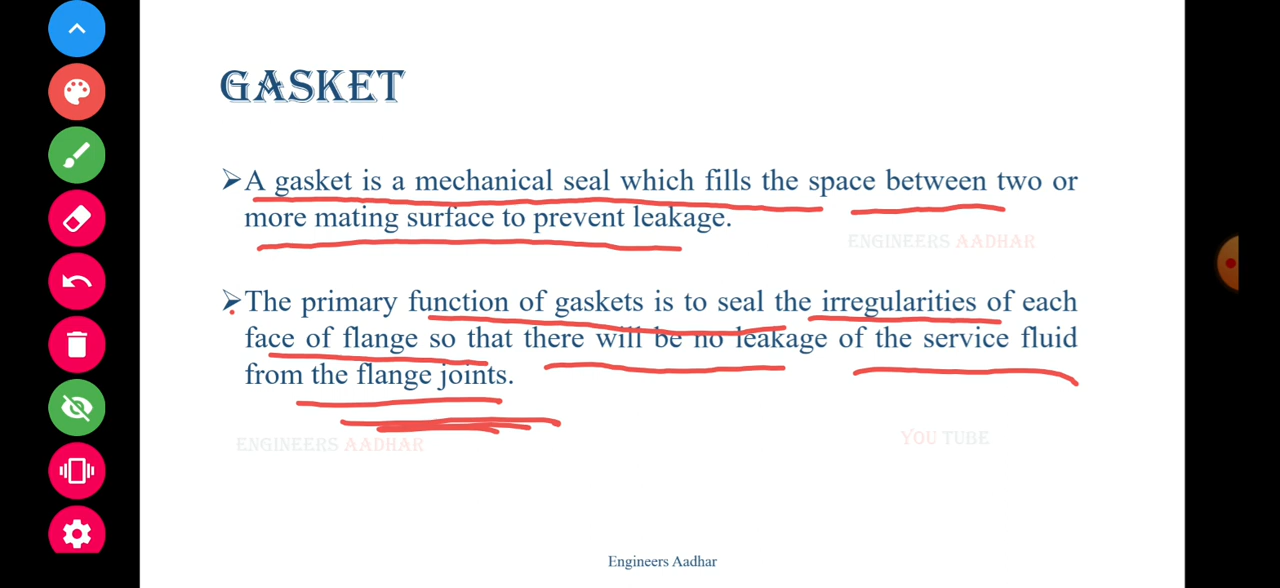 GASKET
➢A gasket is a mechanical seal which fills the space between two or
more mating surface to prevent leakage.
ENGINEERS AADHAR
➢The primary function of gaskets is to seal the irregularities of each
face of flange so that there will be no leakage of the service fluid
from the flange joints.
ENGINEERS AADHAR
YOU TUBE
Engineers Aadhar